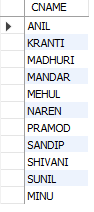 CNAME
ANIL
KRANTI
MADHURI
MANDAR
MEHUL
NAREN
PRAMOD
SANDIP
SHIVANI
SUNIL
MINU